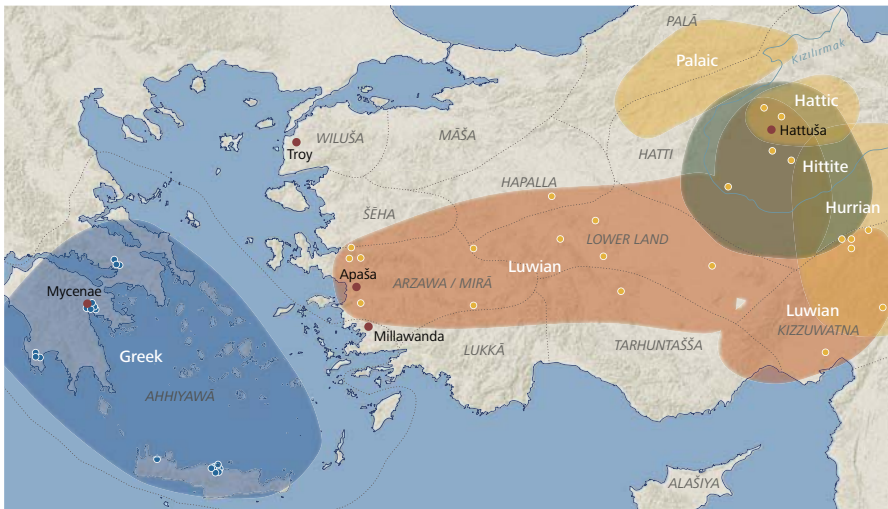 PALĀ
Palaic
Kızılırmak
Hattic
Hattuša
WILUŠA
Troy
MĀŠA
HATTI
Hittite
HAPALLA
Hurrian
ŠĒHA
LOWER LAND
Luwian
Apaša
ARZAWA / MIRĀ
Mycenae
Luwian
KIZZUWATNA
Millawanda
LUKKĀ
TARHUNTAŠŠA
Greek
AHHIYAWĀ
ALAŠIYA